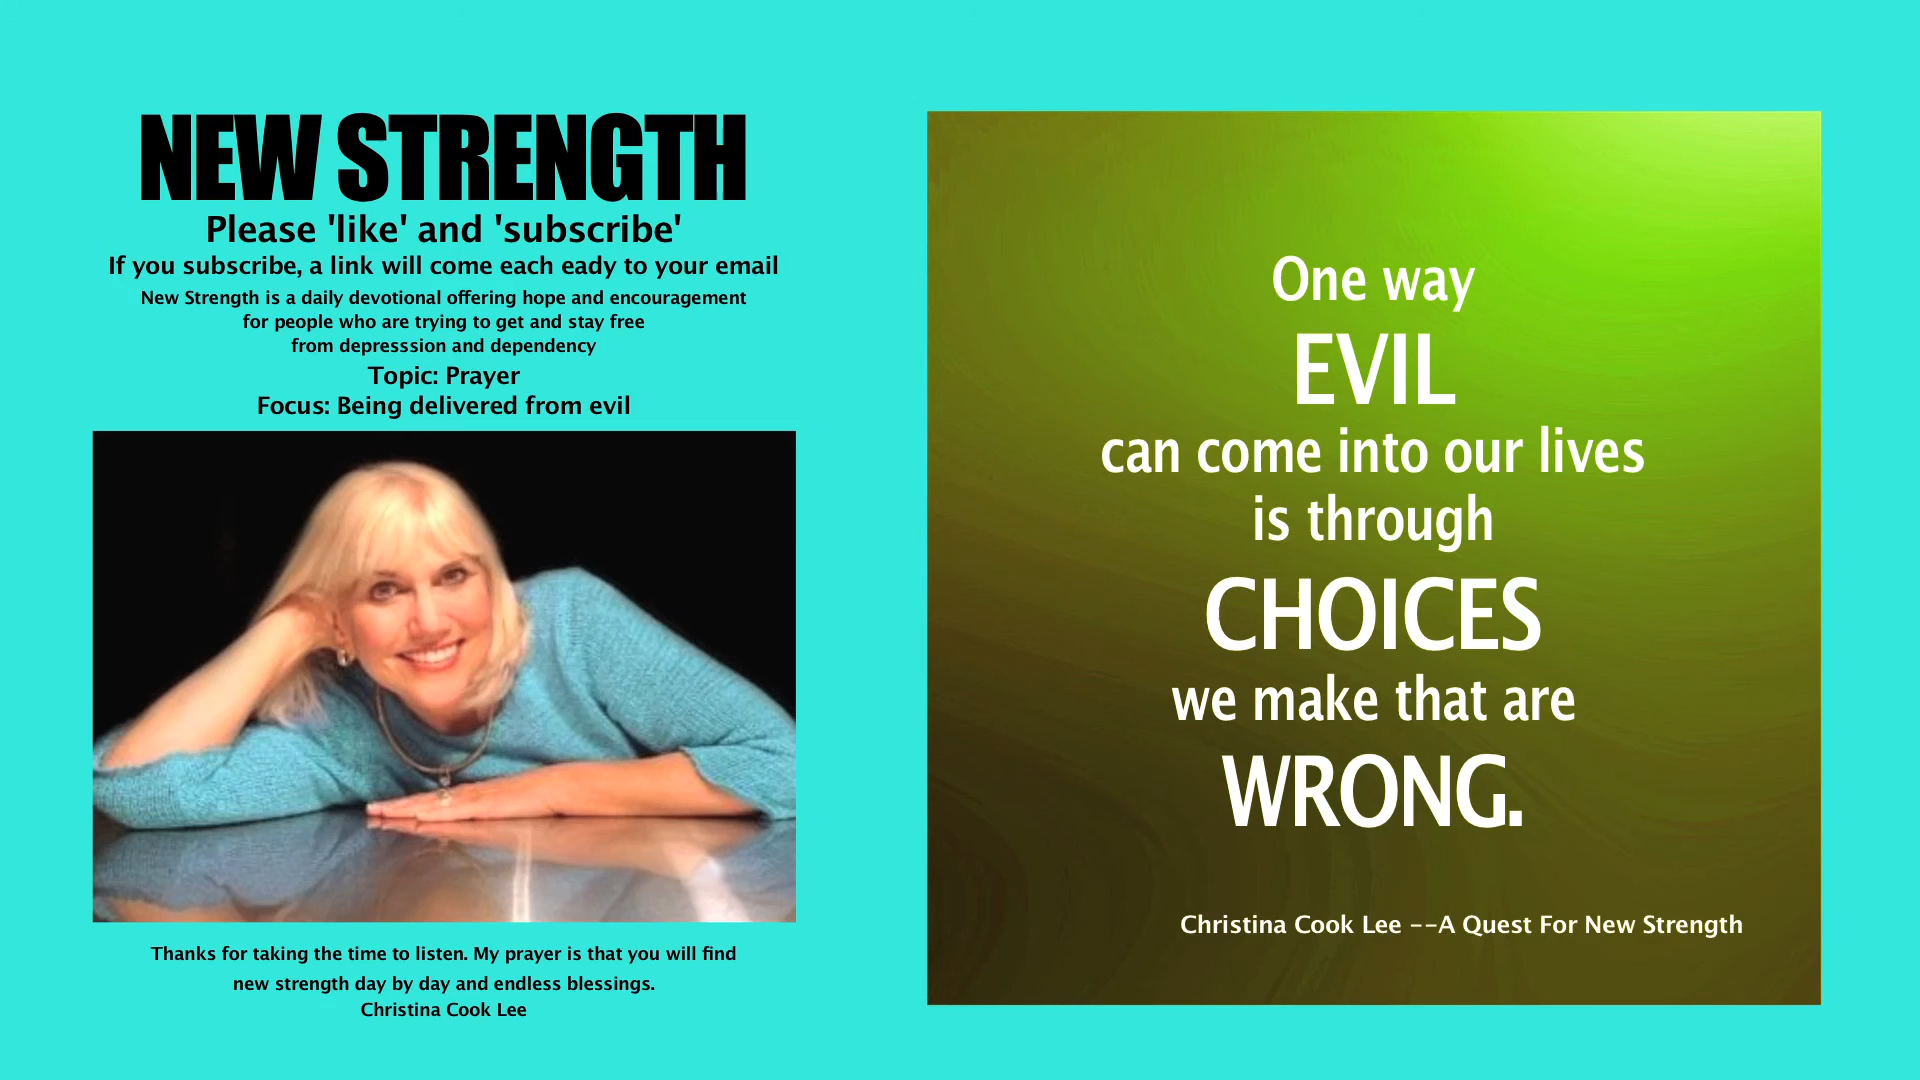 NEW STRENGTH
Please 'like' and 'subscribe'
If you subscribe, a link will come each eady to your email
New Strength is a daily devotional offering hope and encouragement
for people who are trying to get and stay free
from depresssion and dependency
Topic: Prayer
Focus: Being delivered from evil
Thanks for taking the time to listen. My prayer is that you will find
new strength day by day and endless blessings.
Christina Cook Lee
One way
EVIL
can come into our lives
is through
CHOICES
we make that are
WRONG.
Christina Cook Lee --A Quest For New Strength